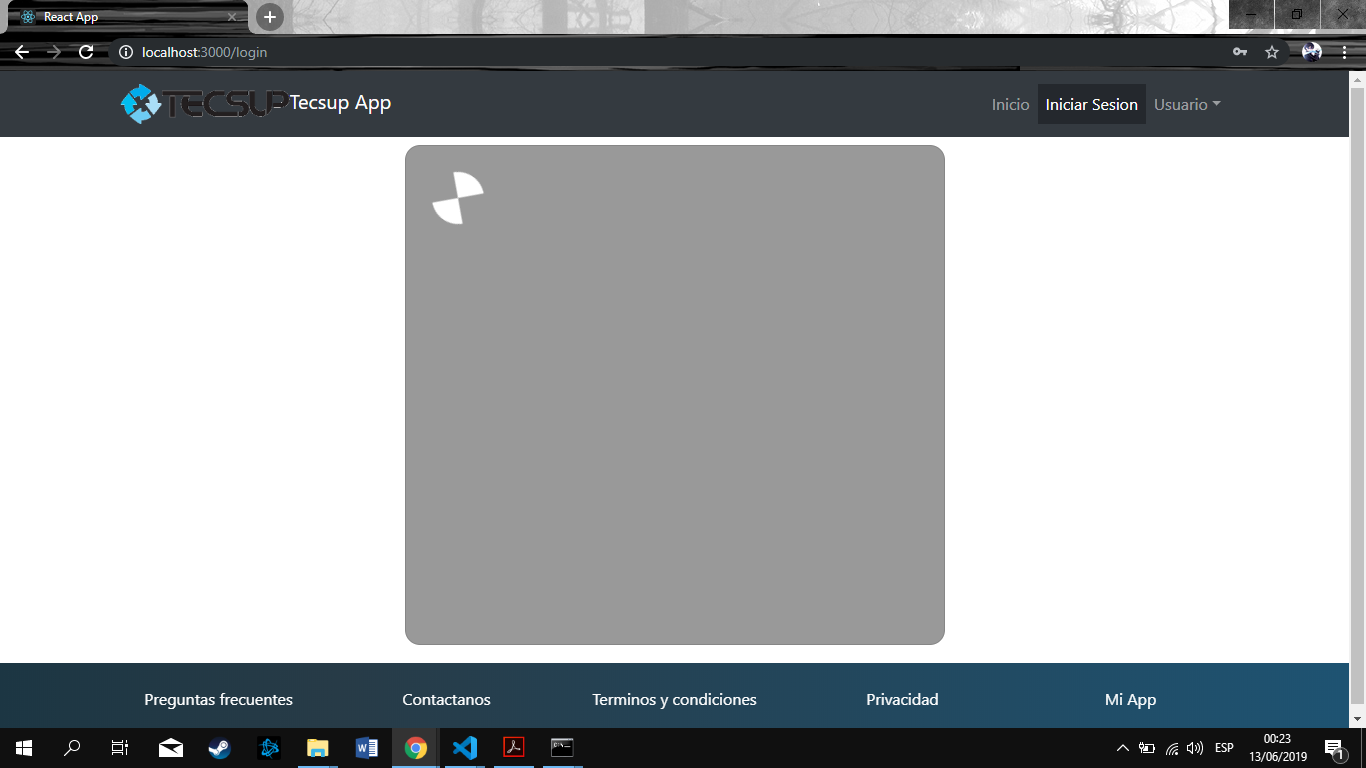 React App
localhost:3000/login
TECSUP Tecsup App
Inicio
Iniciar Sesion
Usuario
Preguntas frecuentes
Contactanos
Terminos y condiciones
Privacidad
Mi App
ESP
00:23
13/06/2019
1